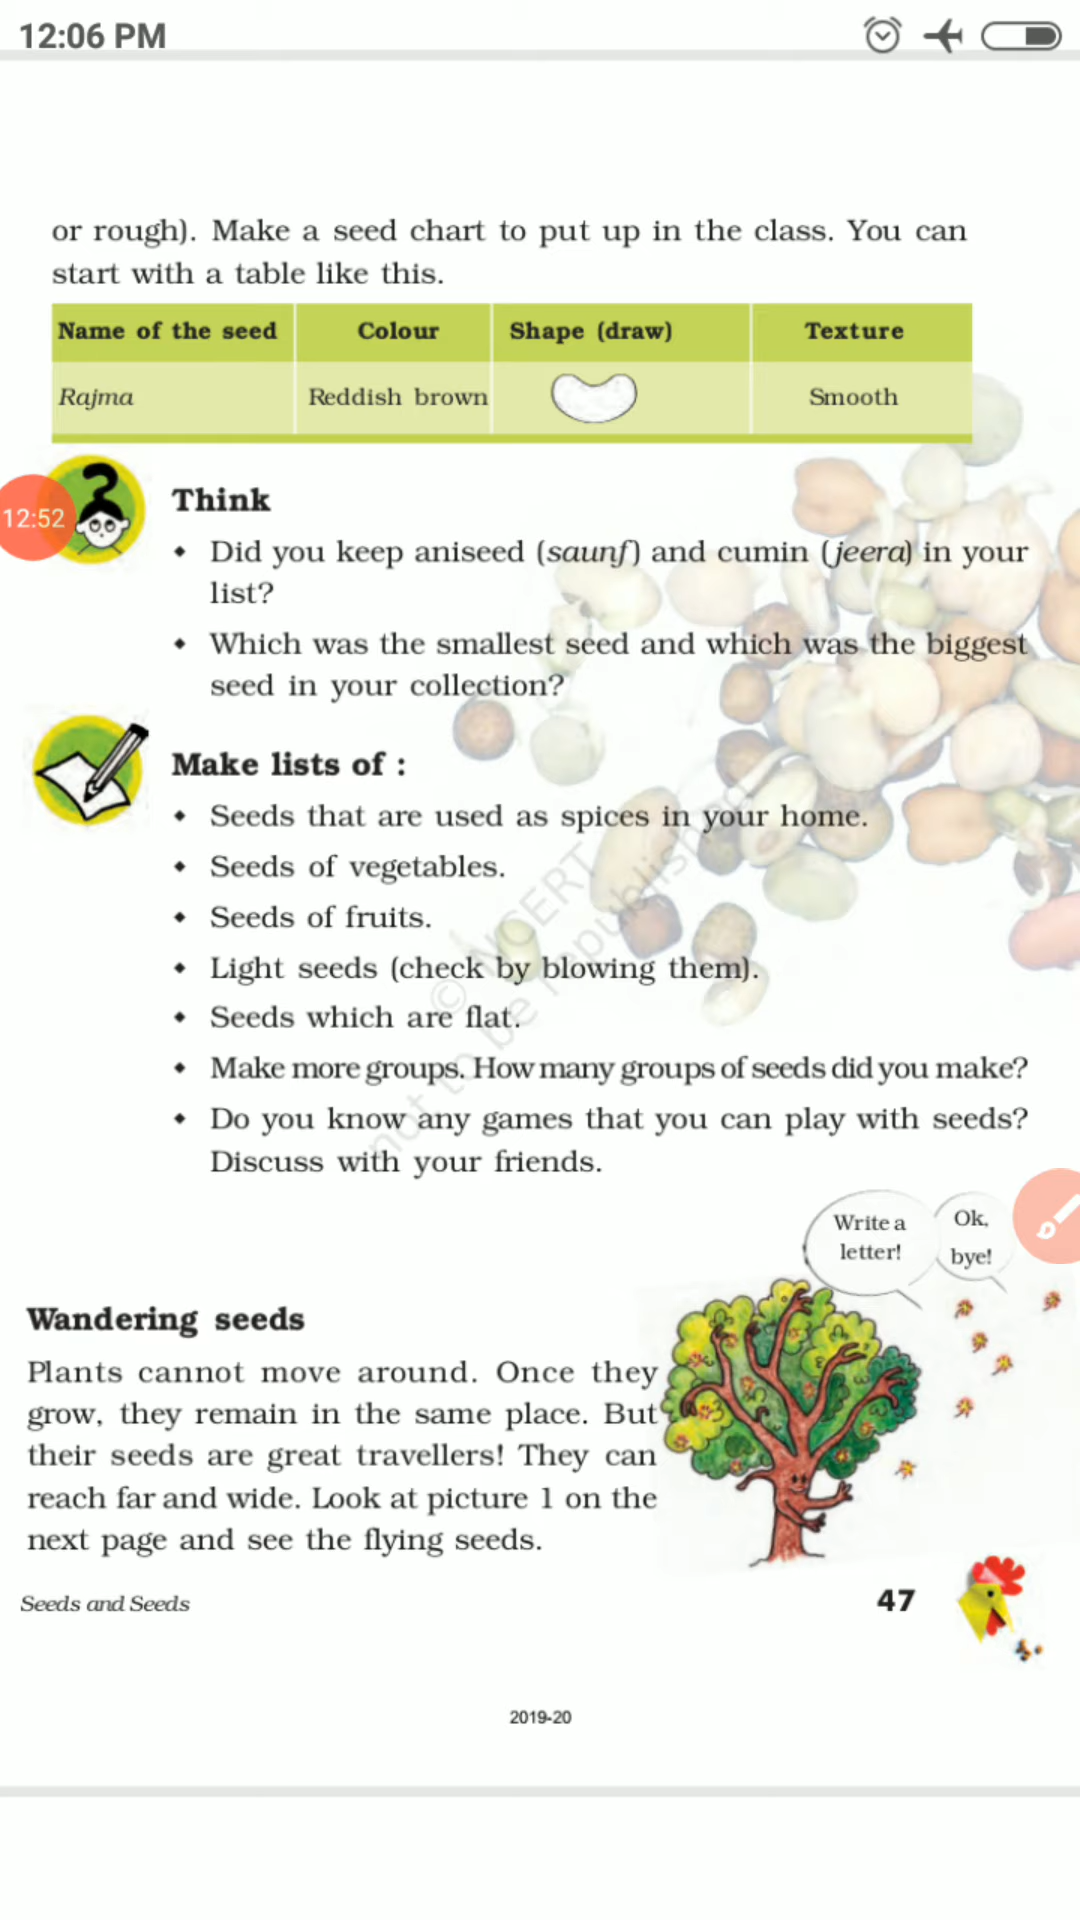 12:06 PM
or rough). Make a seed chart to put up in the class. You can
start with a table like this.
Name of the seed Colour Shape (draw) Texture
Rajma Reddish brown Smooth
12:52
Think
• Did you keep aniseed (saunf) and cumin (jeera) in your
list?
• Which was the smallest seed and which was the biggest
seed in your collection?
Make lists of :
• Seeds that are used as spices in your home.
• Seeds of vegetables.
• Seeds of fruits.
• Light seeds (check by blowing them).
• Seeds which are flat.
• Make more groups. How many groups of seeds did you make?
• Do you know any games that you can play with seeds?
Discuss with your friends.
© NCERT
not to be republished
Write a
letter!
Ok,
bye!
Wandering seeds
Plants cannot move around. Once they
grow, they remain in the same place. But
their seeds are great travellers! They can
reach far and wide. Look at picture 1 on the
next page and see the flying seeds.
Seeds and Seeds
47
2019-20